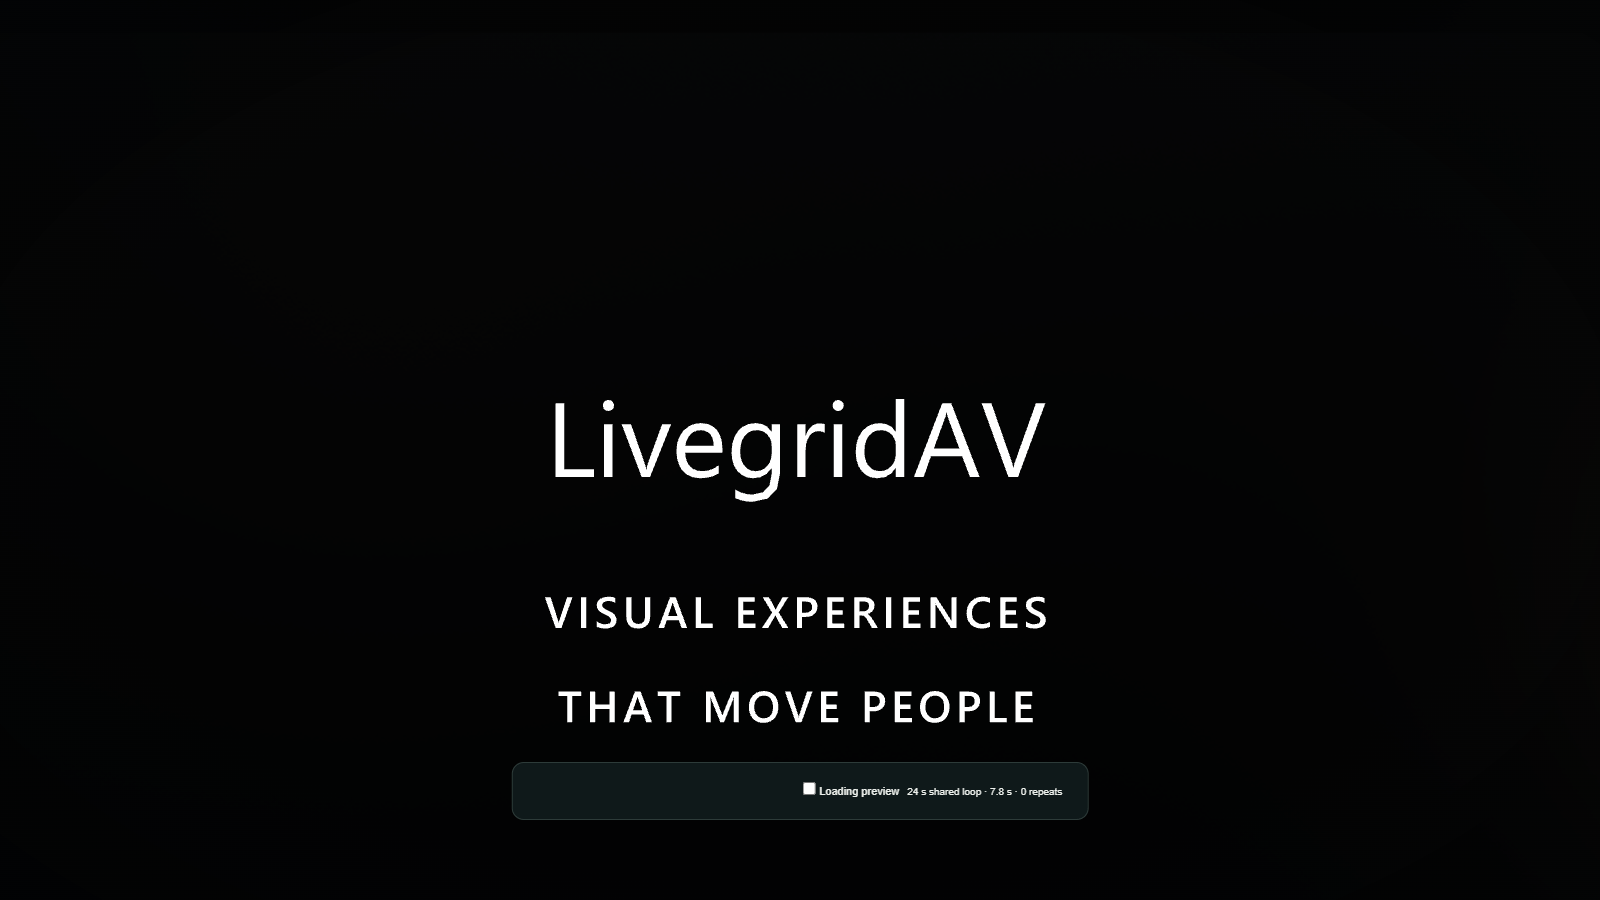 LivegridAV
VISUAL EXPERIENCES
THAT MOVE PEOPLE
Loading preview 24 s shared loop · 7.8 s · 0 repeats